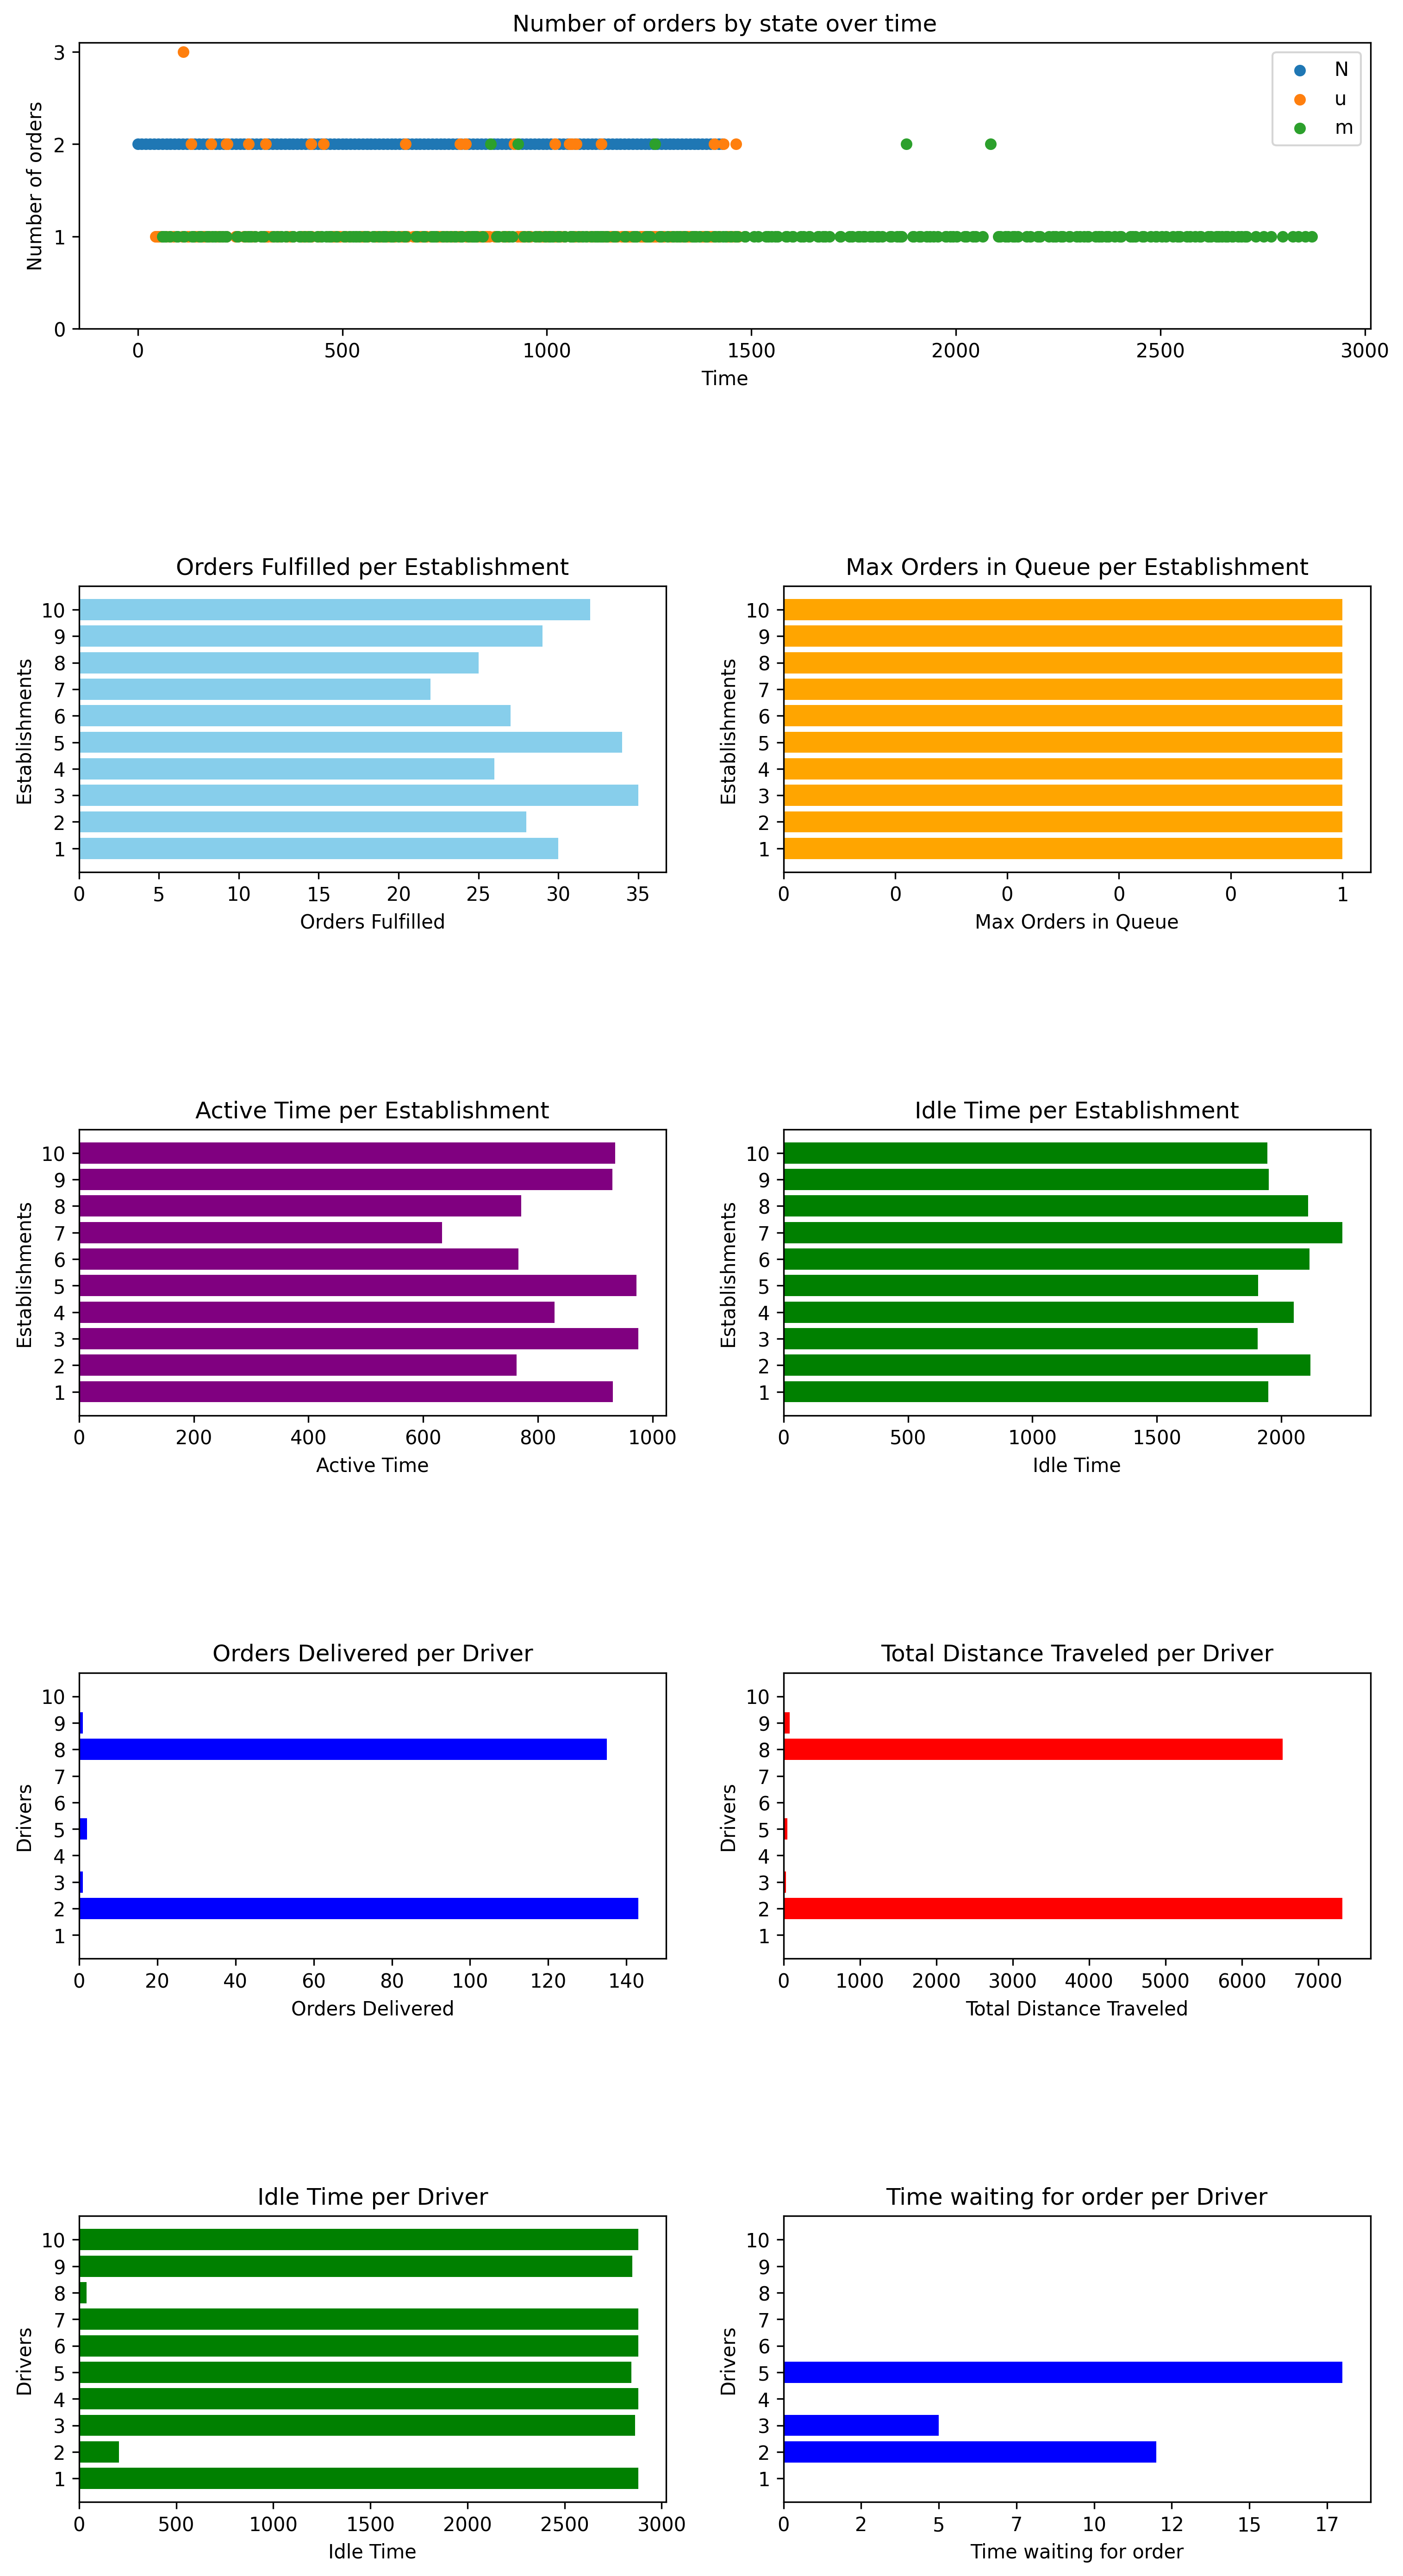 Number of orders by state over time
Number of orders
3
2
1
0
N
u
m
0 500 1000 1500 2000 2500 3000
Time
Orders Fulfilled per Establishment
Establishments
10
9
8
7
6
5
4
3
2
1
0 5 10 15 20 25 30 35
Orders Fulfilled
Max Orders in Queue per Establishment
Establishments
10
9
8
7
6
5
4
3
2
1
0 0 0 0 0 1
Max Orders in Queue
Active Time per Establishment
Establishments
10
9
8
7
6
5
4
3
2
1
0 200 400 600 800 1000
Active Time
Idle Time per Establishment
Establishments
10
9
8
7
6
5
4
3
2
1
0 500 1000 1500 2000
Idle Time
Orders Delivered per Driver
Drivers
10
9
8
7
6
5
4
3
2
1
0 20 40 60 80 100 120 140
Orders Delivered
Total Distance Traveled per Driver
Drivers
10
9
8
7
6
5
4
3
2
1
0 1000 2000 3000 4000 5000 6000 7000
Total Distance Traveled
Idle Time per Driver
Drivers
10
9
8
7
6
5
4
3
2
1
0 500 1000 1500 2000 2500 3000
Idle Time
Time waiting for order per Driver
Drivers
10
9
8
7
6
5
4
3
2
1
0 2 5 7 10 12 15 17
Time waiting for order